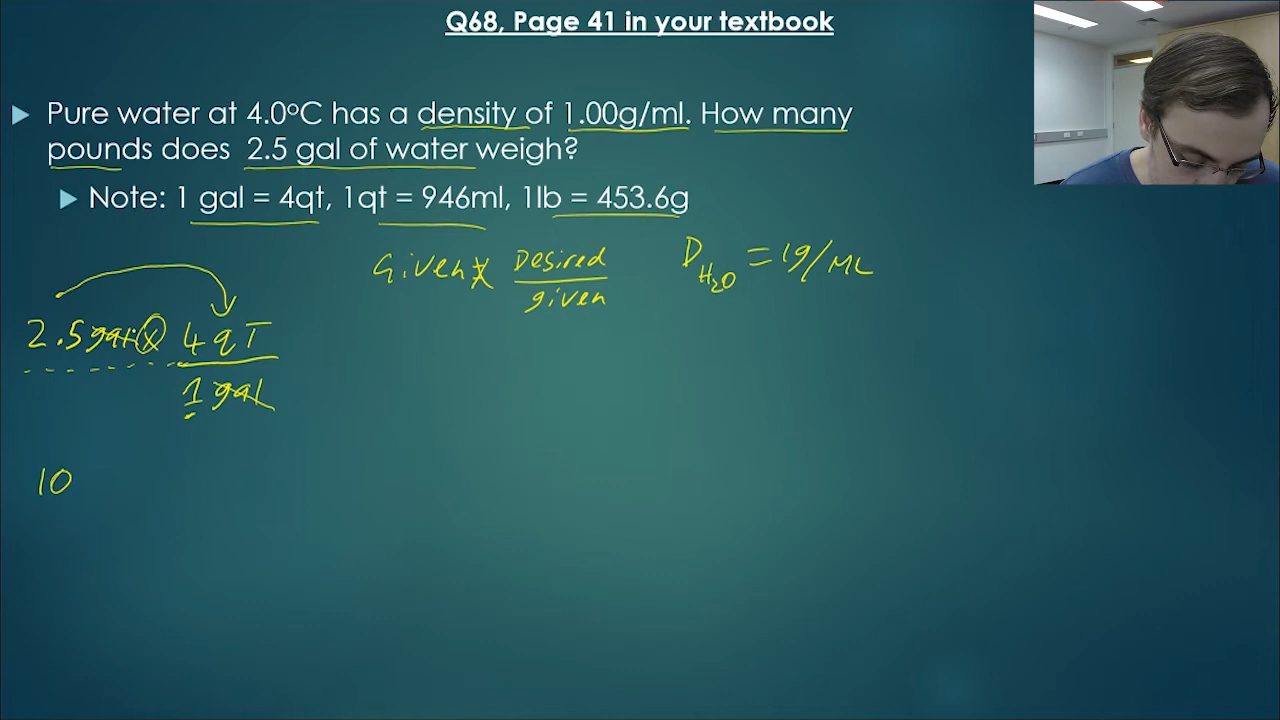 Q68, Page 41 in your textbook
Pure water at 4.0°C has a density of 1.00g/ml. How many
pounds does 2.5 gal of water weigh?
Note: 1 gal = 4qt, 1qt = 946ml, 1lb = 453.6g
Given x Desired/given
D H2O = 1g/ML
2.5 gal x 4qT
1 gal
10